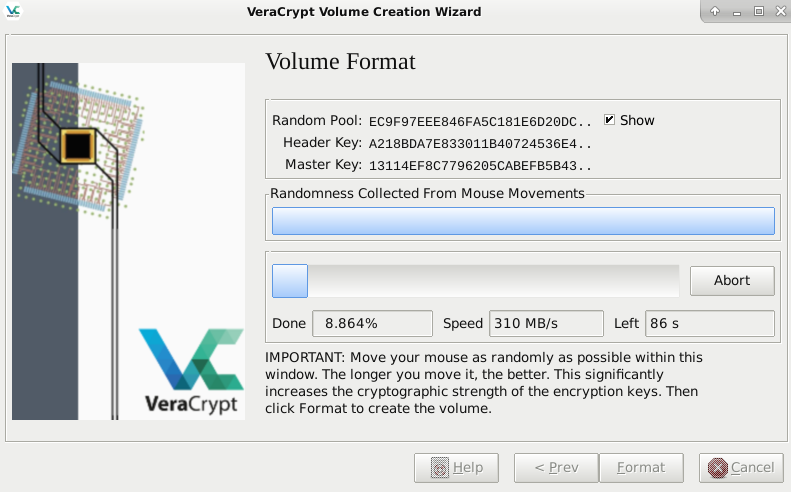 VeraCrypt Volume Creation Wizard
Volume Format
Random Pool: EC9F97EEE846FA5C181E6D20DC.. Show
Header Key: A218BDA7E833011B40724536E4..
Master Key: 13114EF8C7796205CABEFB5B43..
Randomness Collected From Mouse Movements
Abort
Done 8.864% Speed 310 MB/s Left 86 s
IMPORTANT: Move your mouse as randomly as possible within this
window. The longer you move it, the better. This significantly
increases the cryptographic strength of the encryption keys. Then
click Format to create the volume.
VeraCrypt
Help < Prev Format Cancel